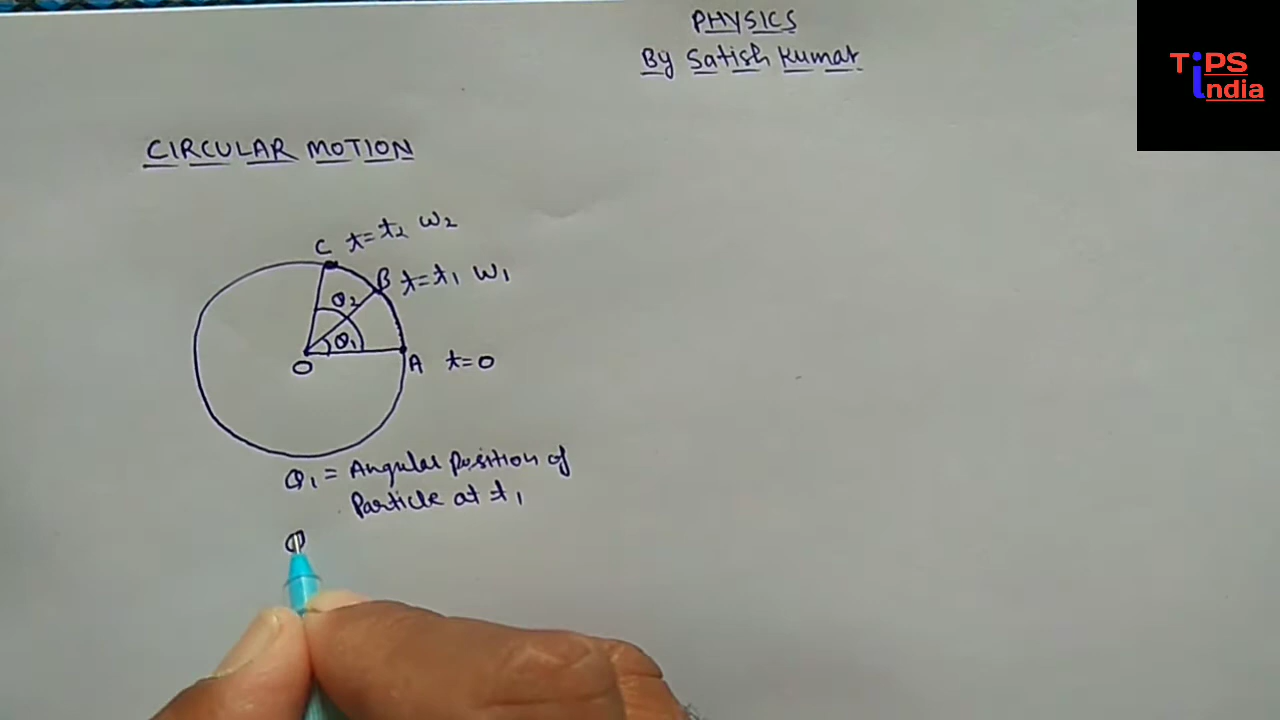 PHYSICS
By Satish Kumar
TiPS
india
CIRCULAR MOTION
C t=t₂ ω₂
B t=t₁ ω₁
θ₂
θ₁
O
A t=0
θ₁ = Angular Position of
Particle at t₁
θ